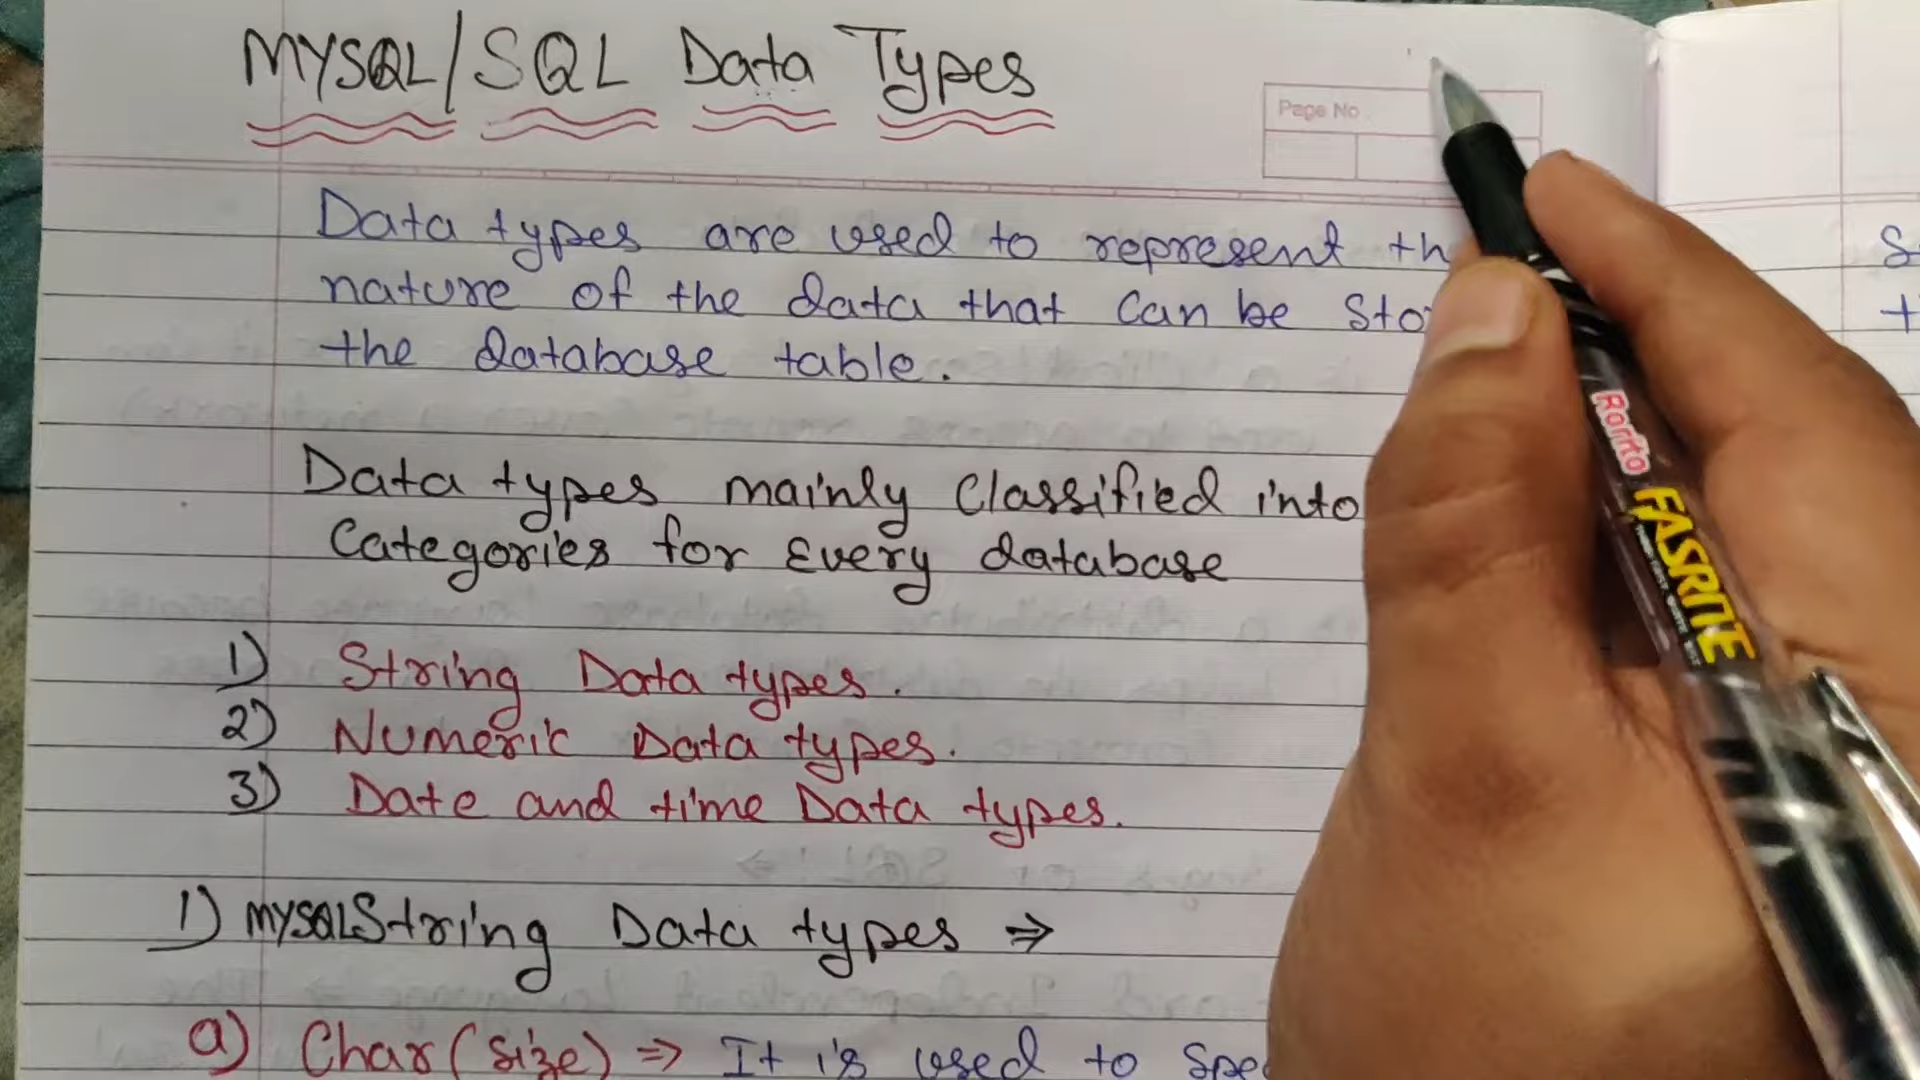 MYSQL/SQL Data Types
Page No.
Data types are used to represent
nature of the data that can be
the database table.
Data types mainly Classified into
Categories for Every database
1) String Data types.
2) Numeric Data types.
3) Date and time Data types.
1) MYSQL String Data types ⇒
a) Char (size) ⇒ It is used to
Rorito
FASRITE